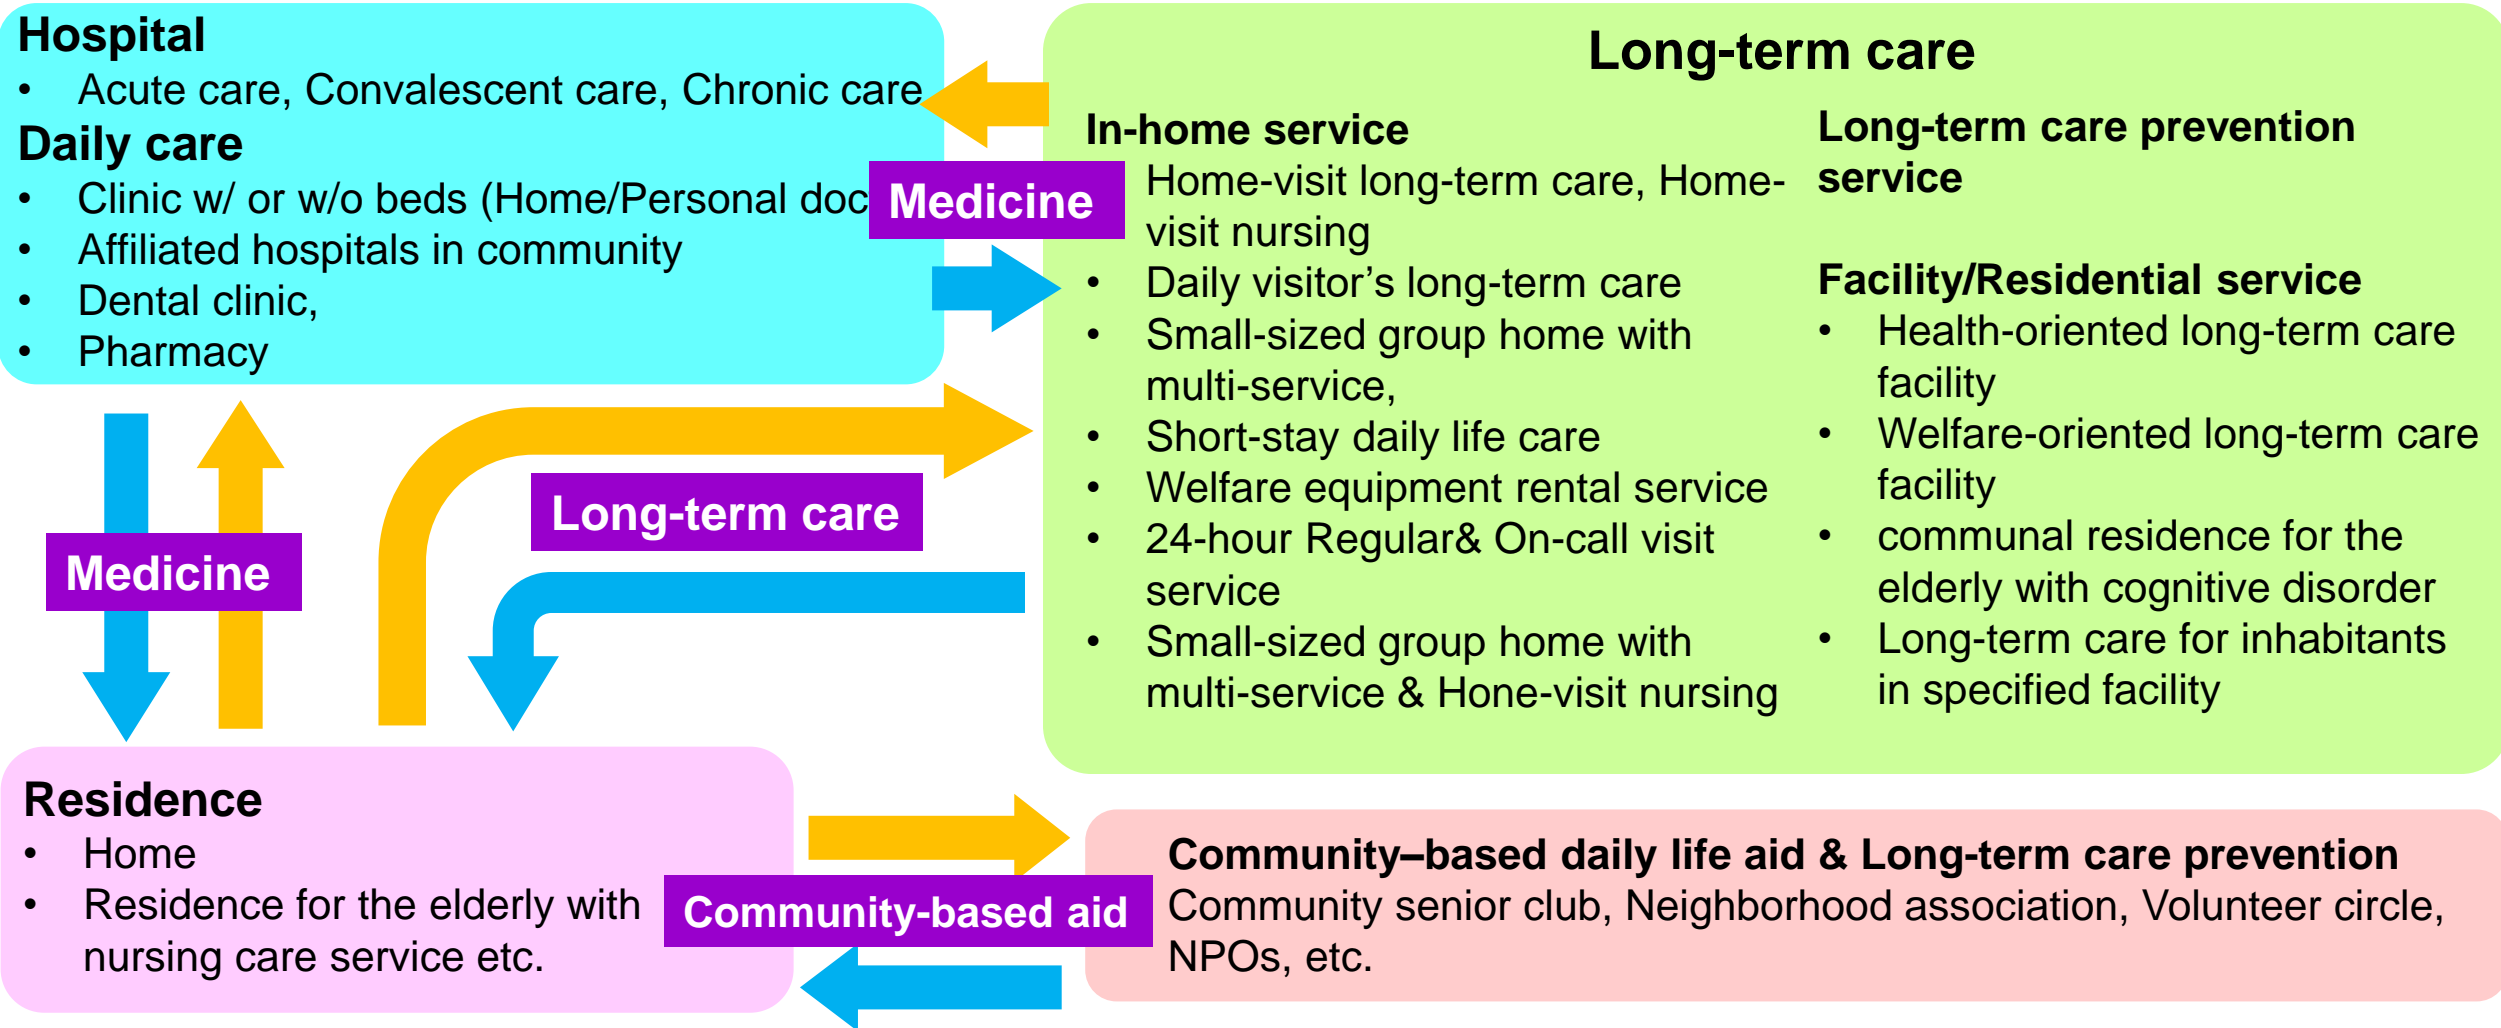 Hospital
• Acute care, Convalescent care, Chronic care
Daily care
• Clinic w/ or w/o beds (Home/Personal doc
• Affiliated hospitals in community
• Dental clinic,
• Pharmacy
Medicine
Long-term care
In-home service
Home-visit long-term care, Home-
visit nursing
• Daily visitor’s long-term care
• Small-sized group home with
multi-service,
• Short-stay daily life care
• Welfare equipment rental service
• 24-hour Regular& On-call visit
service
• Small-sized group home with
multi-service & Hone-visit nursing
Long-term care prevention
service
Facility/Residential service
• Health-oriented long-term care
facility
• Welfare-oriented long-term care
facility
• communal residence for the
elderly with cognitive disorder
• Long-term care for inhabitants
in specified facility
Long-term care
Medicine
Residence
• Home
• Residence for the elderly with
nursing care service etc.
Community-based aid
Community–based daily life aid & Long-term care prevention
Community senior club, Neighborhood association, Volunteer circle,
NPOs, etc.